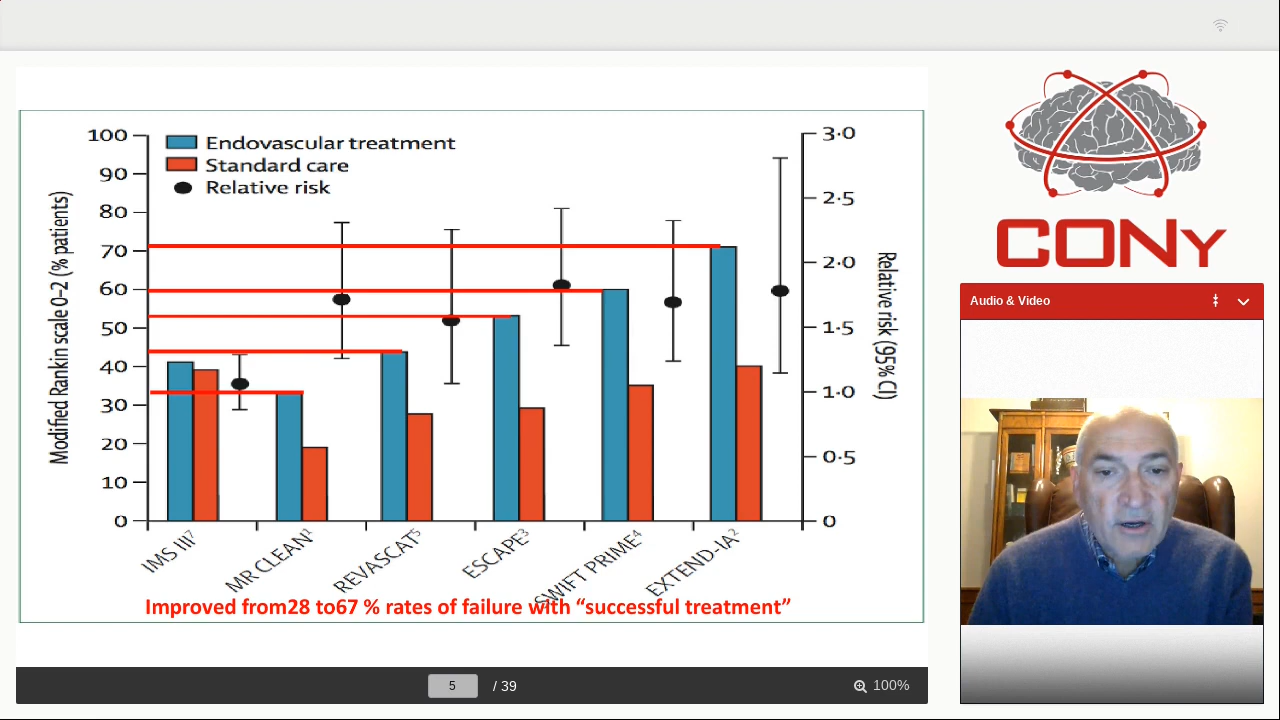 100
90
80
70
60
50
40
30
20
10
0
Modified Rankin scale 0–2 (% patients)
Endovascular treatment
Standard care
Relative risk
3·0
2·5
2·0
1·5
1·0
0·5
0
Relative risk (95% CI)
IMS III⁷
MR CLEAN¹
REVASCAT⁵
ESCAPE³
SWIFT PRIME⁴
EXTEND-IA²
Improved from28 to67 % rates of failure with “successful treatment”
5 / 39
100%
CONy
Audio & Video